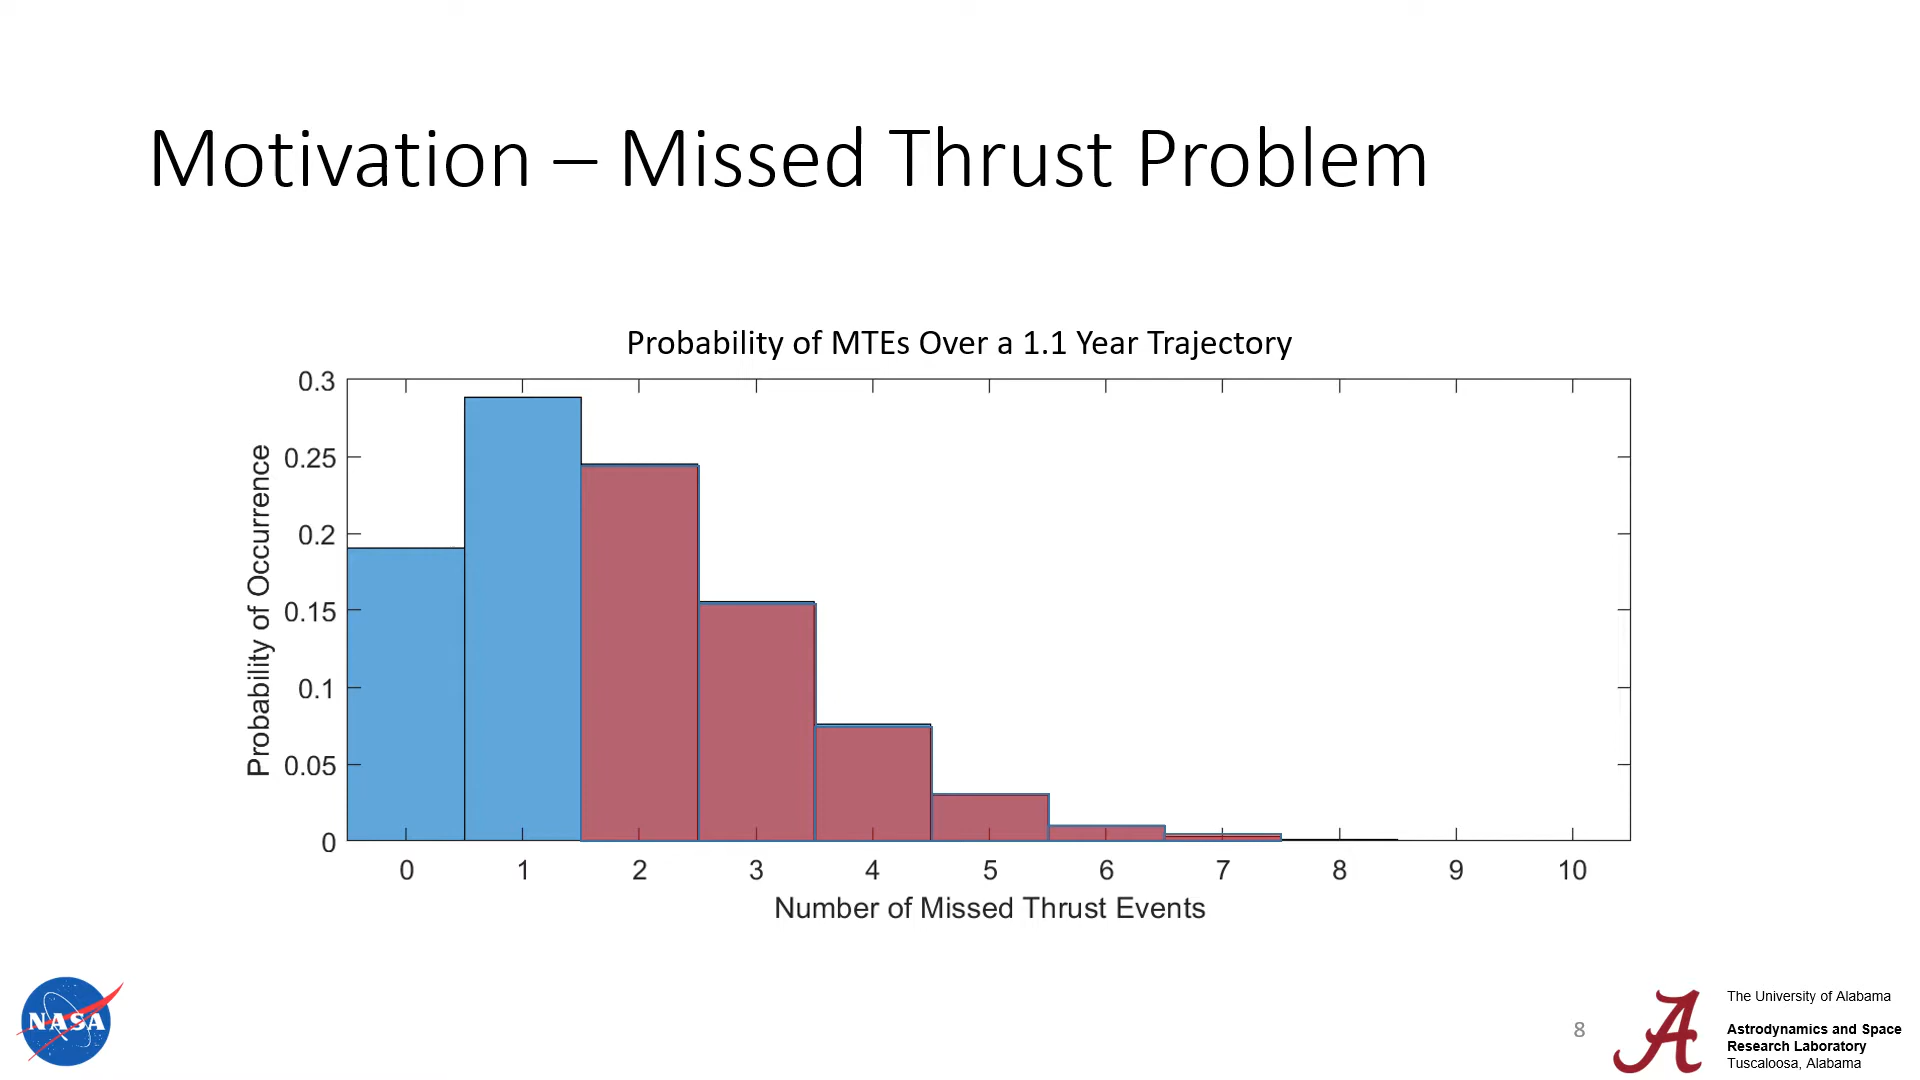 Motivation – Missed Thrust Problem
Probability of MTEs Over a 1.1 Year Trajectory
Probability of Occurrence
0.3
0.25
0.2
0.15
0.1
0.05
0
0 1 2 3 4 5 6 7 8 9 10
Number of Missed Thrust Events
NASA
8
A
The University of Alabama
Astrodynamics and Space
Research Laboratory
Tuscaloosa, Alabama